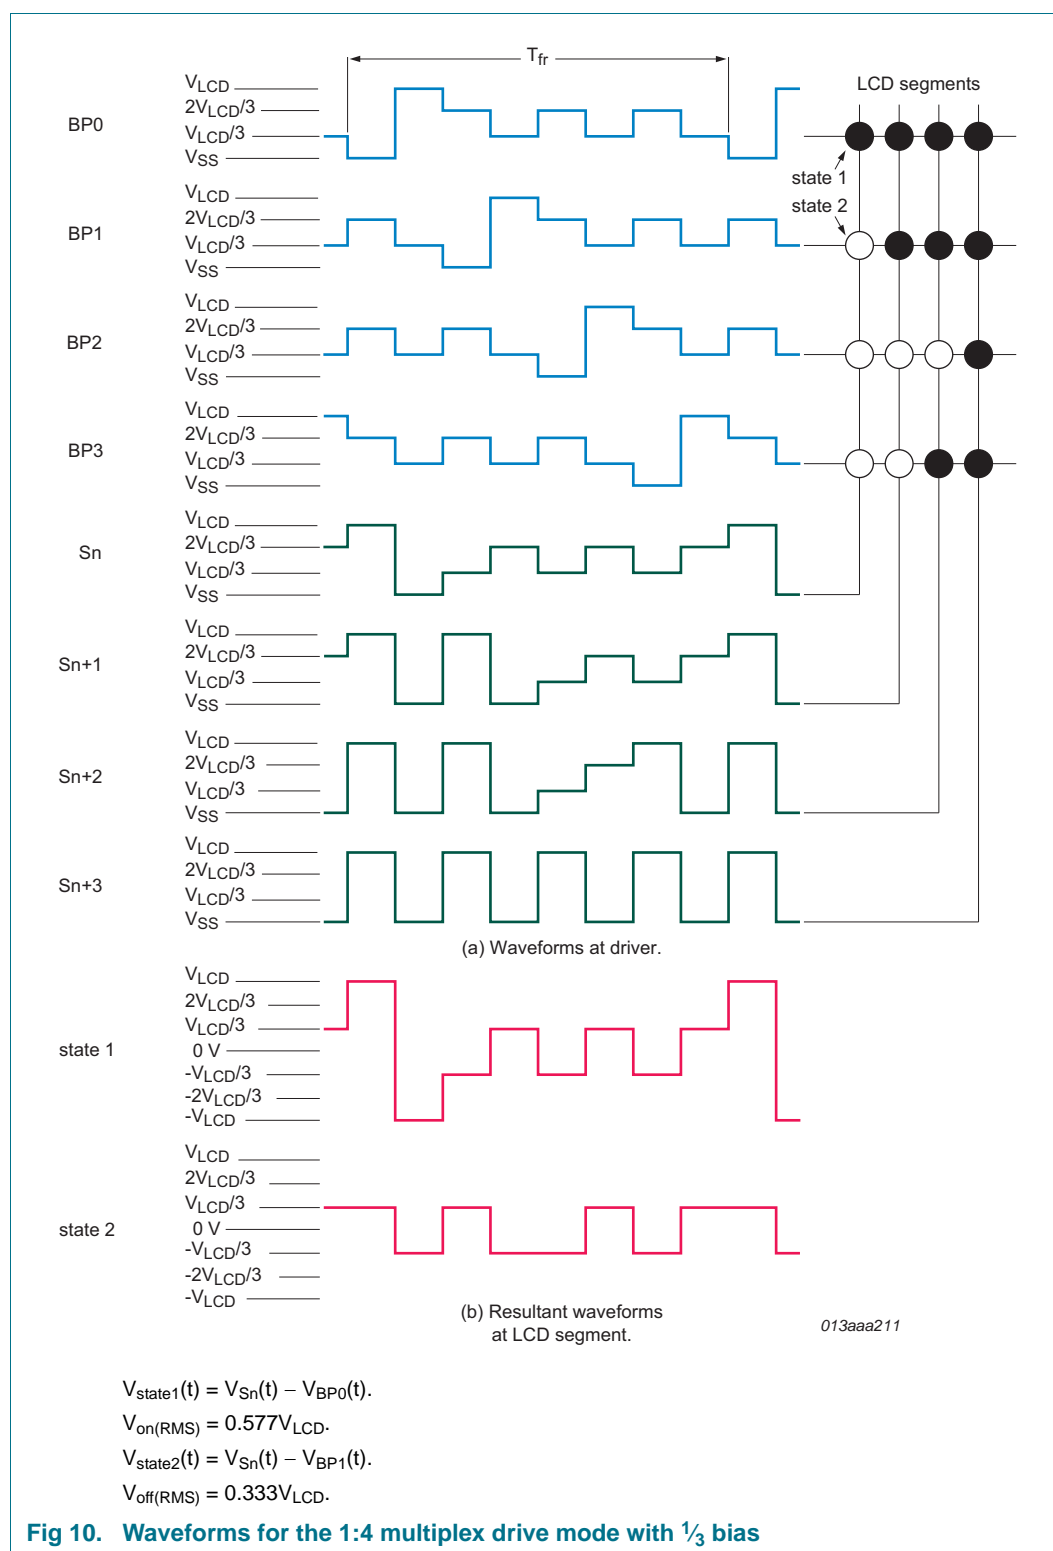 Tfr
LCD segments
BP0
VLCD
2VLCD/3
VLCD/3
VSS
state 1
state 2
BP1
VLCD
2VLCD/3
VLCD/3
VSS
BP2
VLCD
2VLCD/3
VLCD/3
VSS
BP3
VLCD
2VLCD/3
VLCD/3
VSS
Sn
VLCD
2VLCD/3
VLCD/3
VSS
Sn+1
VLCD
2VLCD/3
VLCD/3
VSS
Sn+2
VLCD
2VLCD/3
VLCD/3
VSS
Sn+3
VLCD
2VLCD/3
VLCD/3
VSS
(a) Waveforms at driver.
state 1
VLCD
2VLCD/3
VLCD/3
0 V
-VLCD/3
-2VLCD/3
-VLCD
state 2
VLCD
2VLCD/3
VLCD/3
0 V
-VLCD/3
-2VLCD/3
-VLCD
(b) Resultant waveforms
at LCD segment.
013aaa211
Vstate1(t) = VSn(t) − VBP0(t).
Von(RMS) = 0.577VLCD.
Vstate2(t) = VSn(t) − VBP1(t).
Voff(RMS) = 0.333VLCD.
Fig 10. Waveforms for the 1:4 multiplex drive mode with 1⁄3 bias